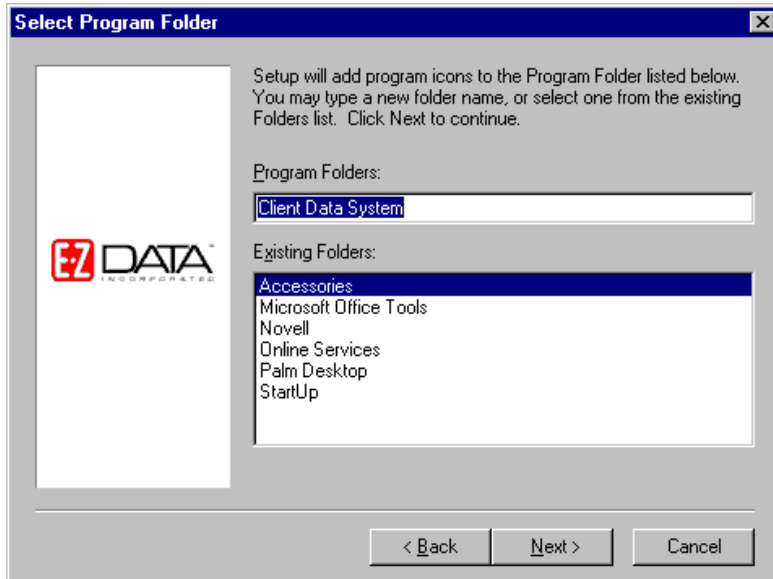 Select Program Folder
Setup will add program icons to the Program Folder listed below.
You may type a new folder name, or select one from the existing
Folders list.  Click Next to continue.
Program Folders:
Client Data System
E-Z DATA™
INCORPORATED
Existing Folders:
Accessories
Microsoft Office Tools
Novell
Online Services
Palm Desktop
StartUp
< Back
Next >
Cancel